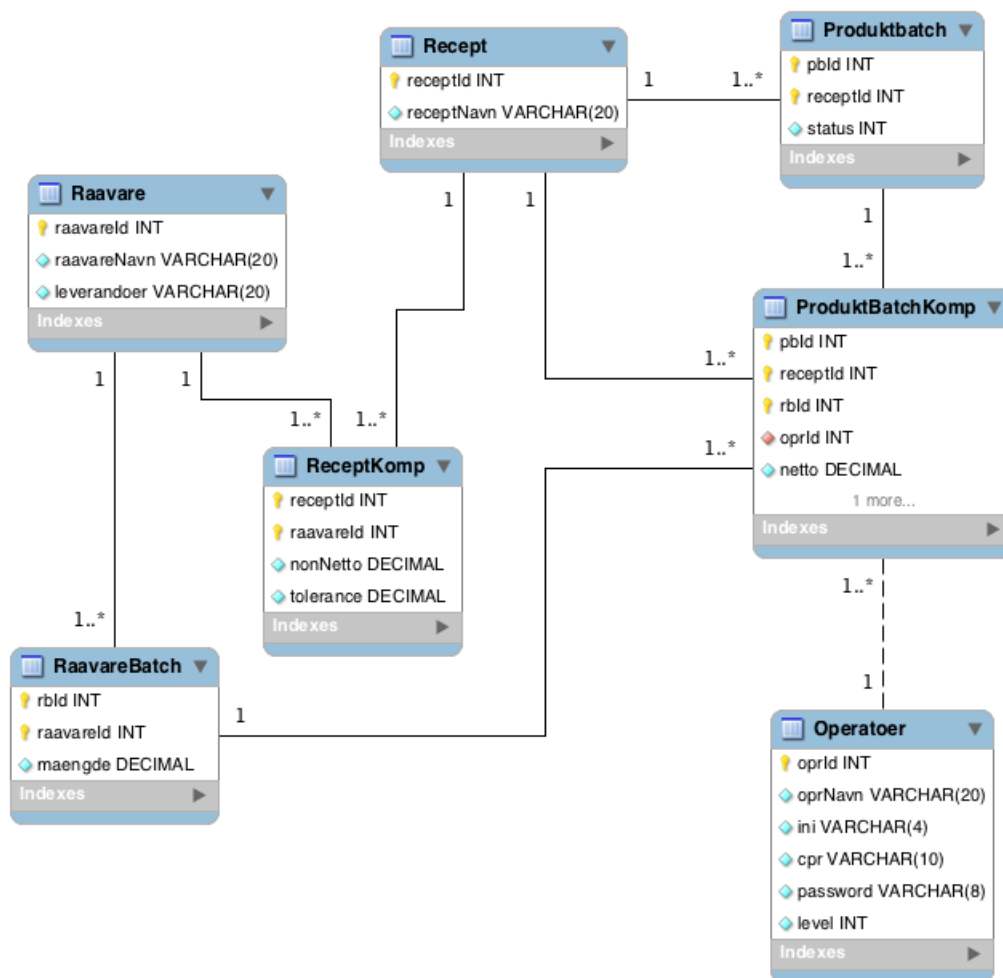 Recept
receptId INT
receptNavn VARCHAR(20)
Indexes
Produktbatch
pbId INT
receptId INT
status INT
Indexes
1
1..*
Raavare
raavareId INT
raavareNavn VARCHAR(20)
leverandoer VARCHAR(20)
Indexes
1
1
1
1..*
ProduktBatchKomp
pbId INT
receptId INT
rbId INT
oprId INT
netto DECIMAL
1 more...
Indexes
1
1
1..*
1..*
1..*
1..*
ReceptKomp
receptId INT
raavareId INT
nonNetto DECIMAL
tolerance DECIMAL
Indexes
1..*
1..*
RaavareBatch
rbId INT
raavareId INT
maengde DECIMAL
Indexes
1
1
Operatoer
oprId INT
oprNavn VARCHAR(20)
ini VARCHAR(4)
cpr VARCHAR(10)
password VARCHAR(8)
level INT
Indexes